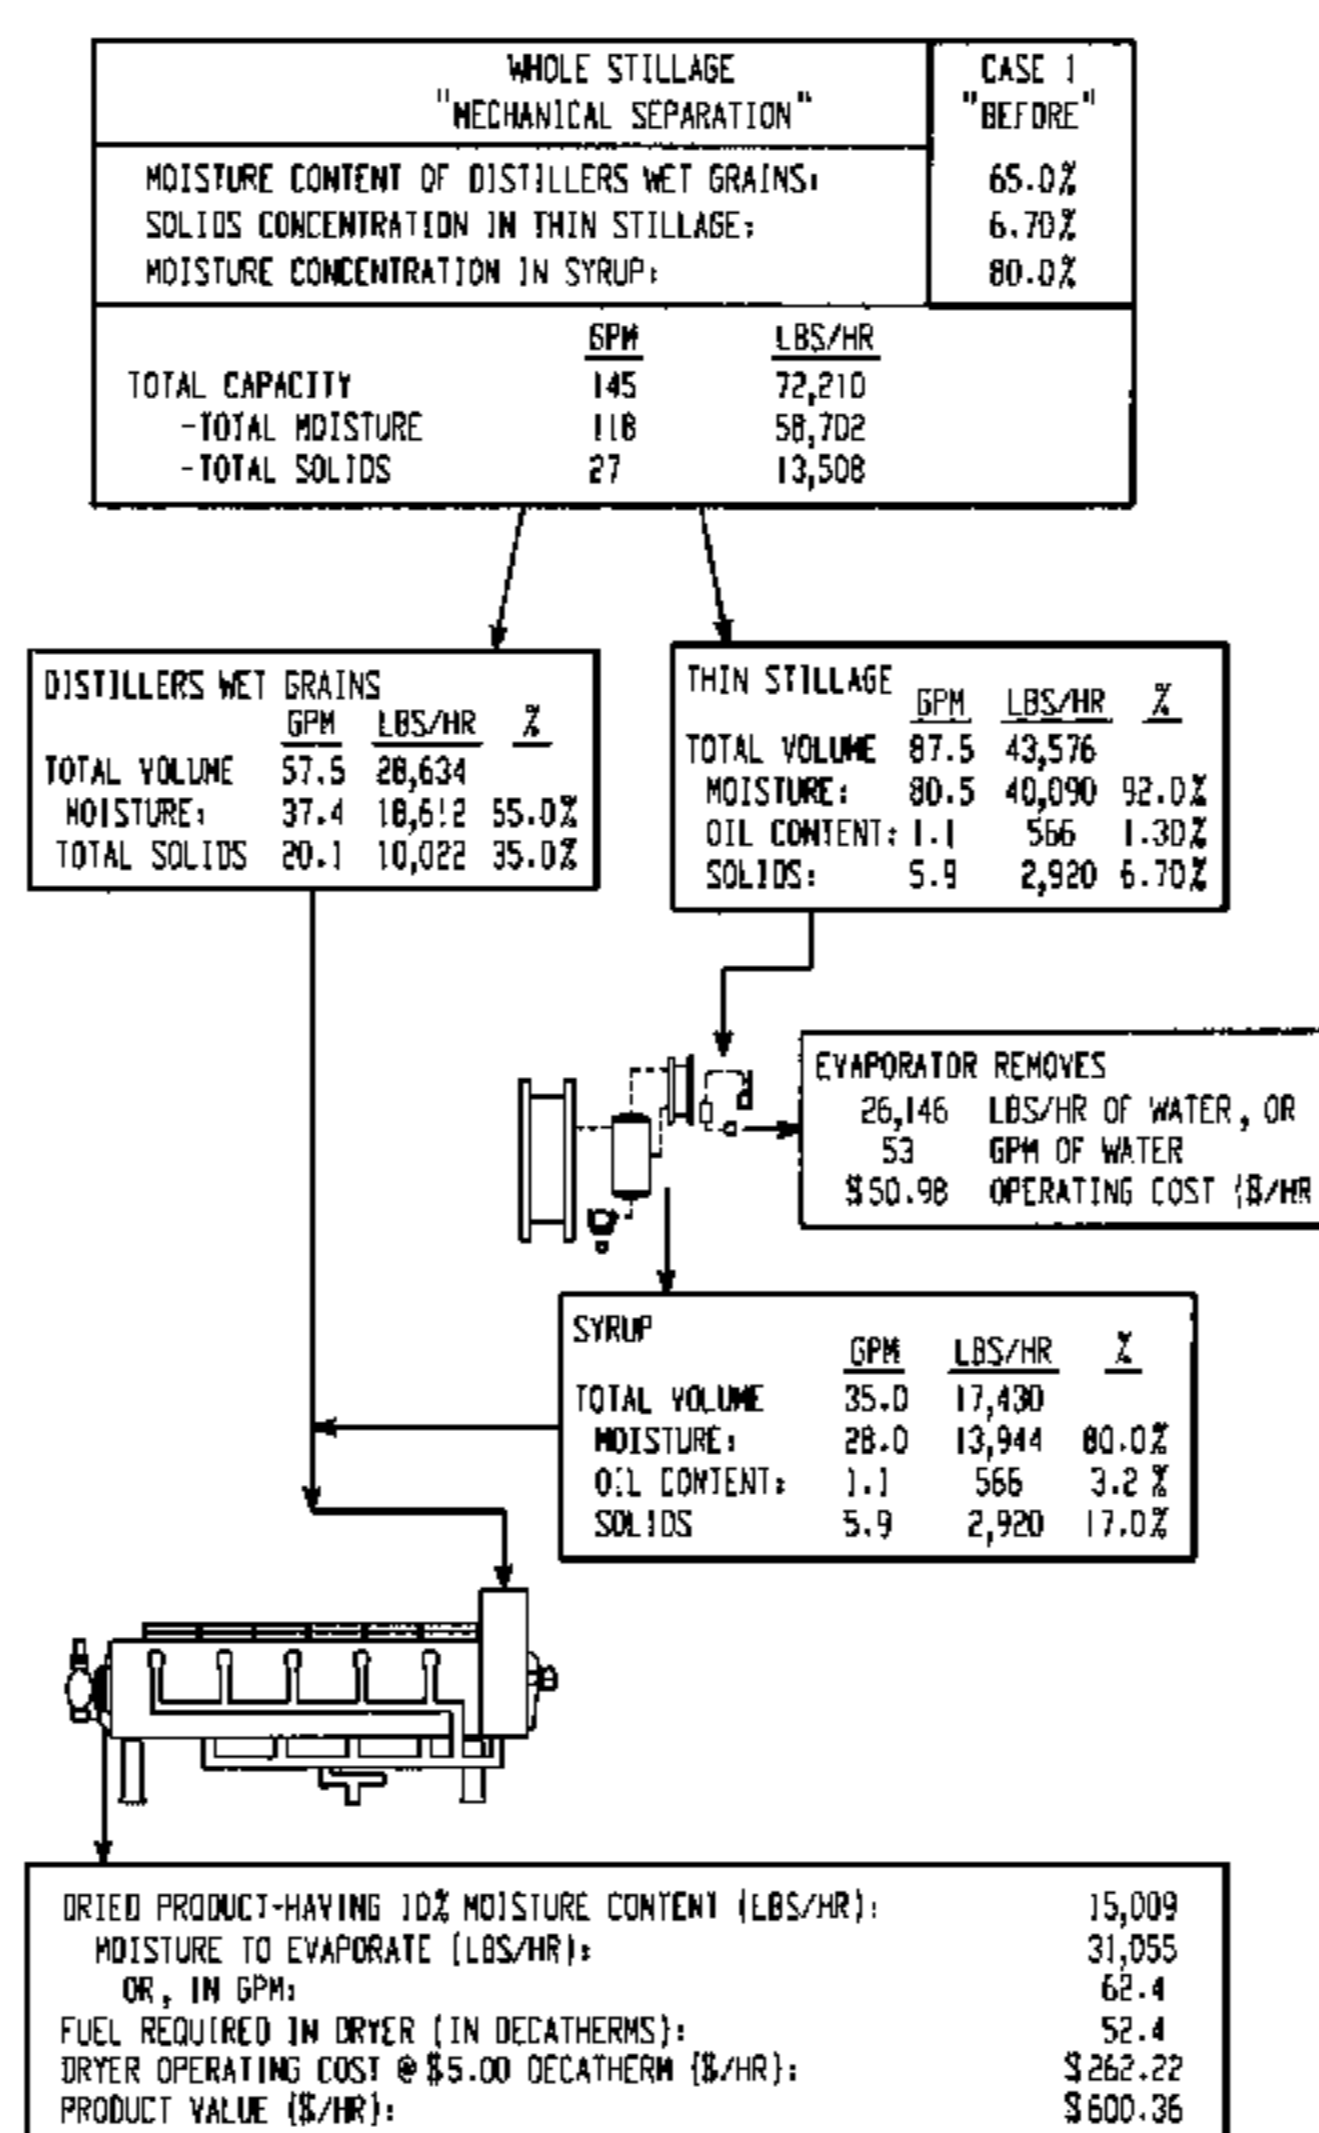 WHOLE STILLAGE
"MECHANICAL SEPARATION"
CASE 1
"BEFORE"
MOISTURE CONTENT OF DISTILLERS WET GRAINS: 65.0%
SOLIDS CONCENTRATION IN THIN STILLAGE: 6.70%
MOISTURE CONCENTRATION IN SYRUP: 80.0%
GPM LBS/HR
TOTAL CAPACITY 145 72,210
-TOTAL MOISTURE 118 58,702
-TOTAL SOLIDS 27 13,508
DISTILLERS WET GRAINS
GPM LBS/HR %
TOTAL VOLUME 57.5 28,634
MOISTURE: 37.4 18,612 65.0%
TOTAL SOLIDS 20.1 10,022 35.0%
THIN STILLAGE
GPM LBS/HR %
TOTAL VOLUME 87.5 43,576
MOISTURE: 80.5 40,090 92.0%
OIL CONTENT: 1.1 566 1.30%
SOLIDS: 5.9 2,920 6.70%
EVAPORATOR REMOVES
26,146 LBS/HR OF WATER, OR
53 GPM OF WATER
$50.98 OPERATING COST ($/HR
SYRUP
GPM LBS/HR %
TOTAL VOLUME 35.0 17,430
MOISTURE: 28.0 13,944 80.0%
OIL CONTENT: 1.1 566 3.2%
SOLIDS 5.9 2,920 17.0%
DRIED PRODUCT-HAVING 10% MOISTURE CONTENT (LBS/HR): 15,009
MOISTURE TO EVAPORATE (LBS/HR): 31,055
OR, IN GPM: 62.4
FUEL REQUIRED IN DRYER (IN DECATHERMS): 52.4
DRYER OPERATING COST @ $5.00 DECATHERM ($/HR): $262.22
PRODUCT VALUE ($/HR): $600.36